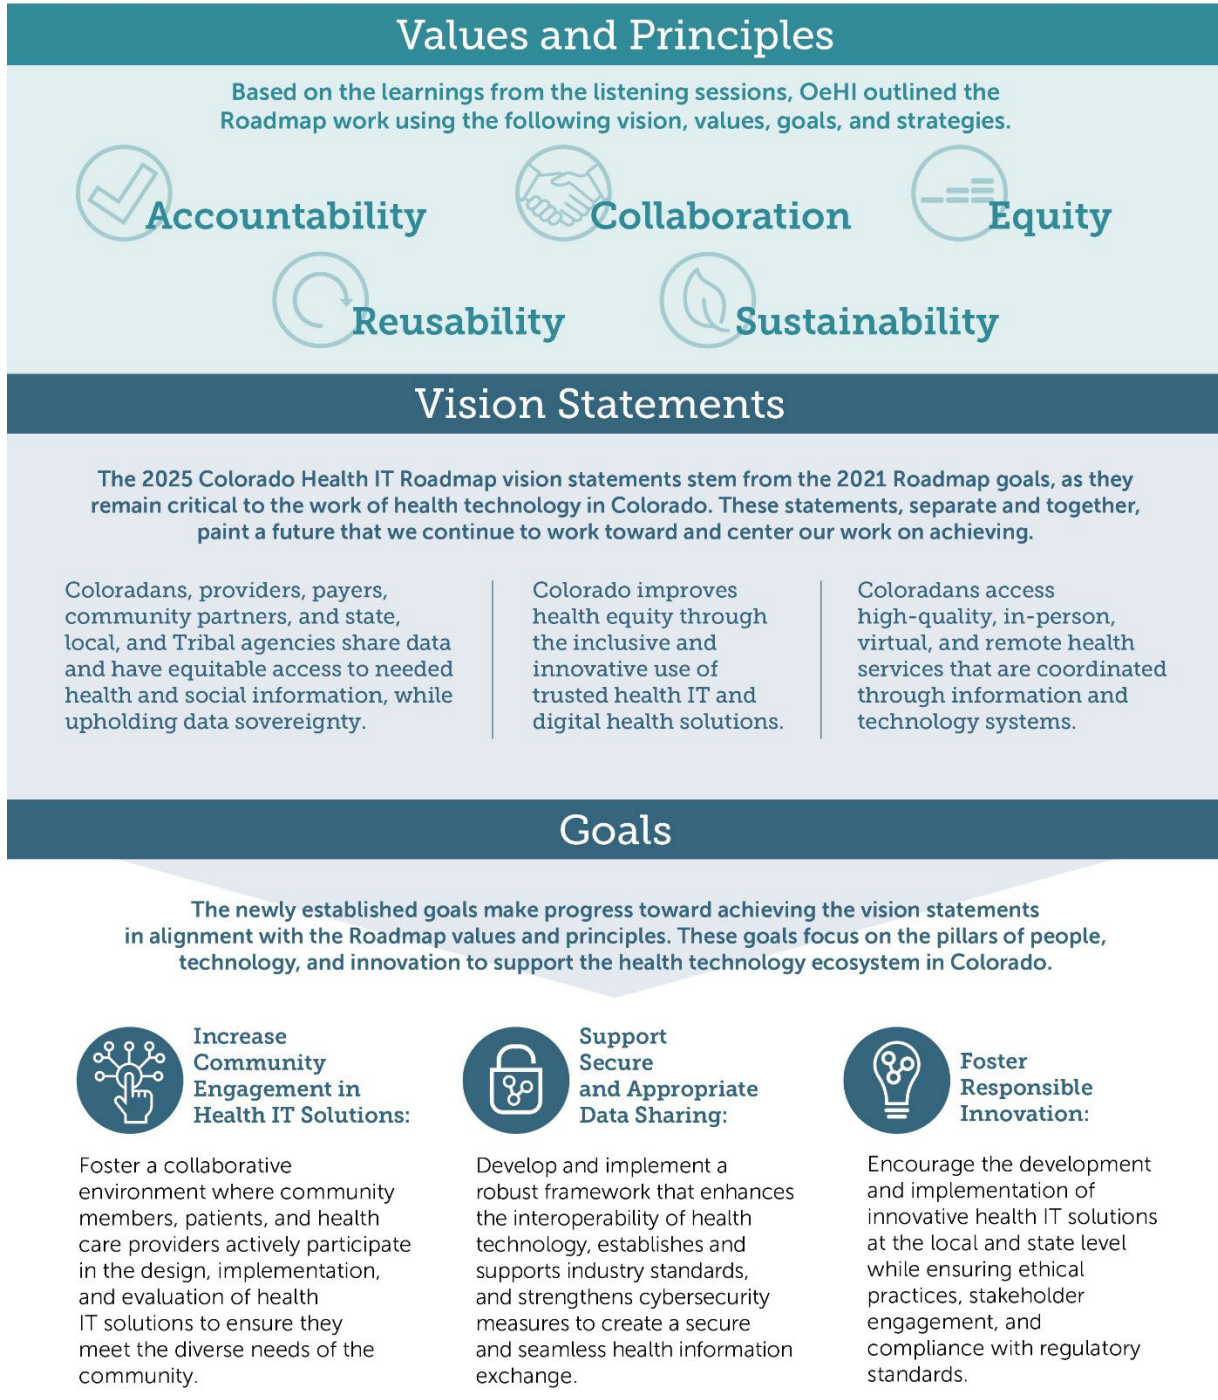 Values and Principles
Based on the learnings from the listening sessions, OeHI outlined the
Roadmap work using the following vision, values, goals, and strategies.
Accountability
Collaboration
Equity
Reusability
Sustainability
Vision Statements
The 2025 Colorado Health IT Roadmap vision statements stem from the 2021 Roadmap goals, as they
remain critical to the work of health technology in Colorado. These statements, separate and together,
paint a future that we continue to work toward and center our work on achieving.
Coloradans, providers, payers,
community partners, and state,
local, and Tribal agencies share data
and have equitable access to needed
health and social information, while
upholding data sovereignty.
Colorado improves
health equity through
the inclusive and
innovative use of
trusted health IT and
digital health solutions.
Coloradans access
high-quality, in-person,
virtual, and remote health
services that are coordinated
through information and
technology systems.
Goals
The newly established goals make progress toward achieving the vision statements
in alignment with the Roadmap values and principles. These goals focus on the pillars of people,
technology, and innovation to support the health technology ecosystem in Colorado.
Increase
Community
Engagement in
Health IT Solutions:
Foster a collaborative
environment where community
members, patients, and health
care providers actively participate
in the design, implementation,
and evaluation of health
IT solutions to ensure they
meet the diverse needs of the
community.
Support
Secure
and Appropriate
Data Sharing:
Develop and implement a
robust framework that enhances
the interoperability of health
technology, establishes and
supports industry standards,
and strengthens cybersecurity
measures to create a secure
and seamless health information
exchange.
Foster
Responsible
Innovation:
Encourage the development
and implementation of
innovative health IT solutions
at the local and state level
while ensuring ethical
practices, stakeholder
engagement, and
compliance with regulatory
standards.